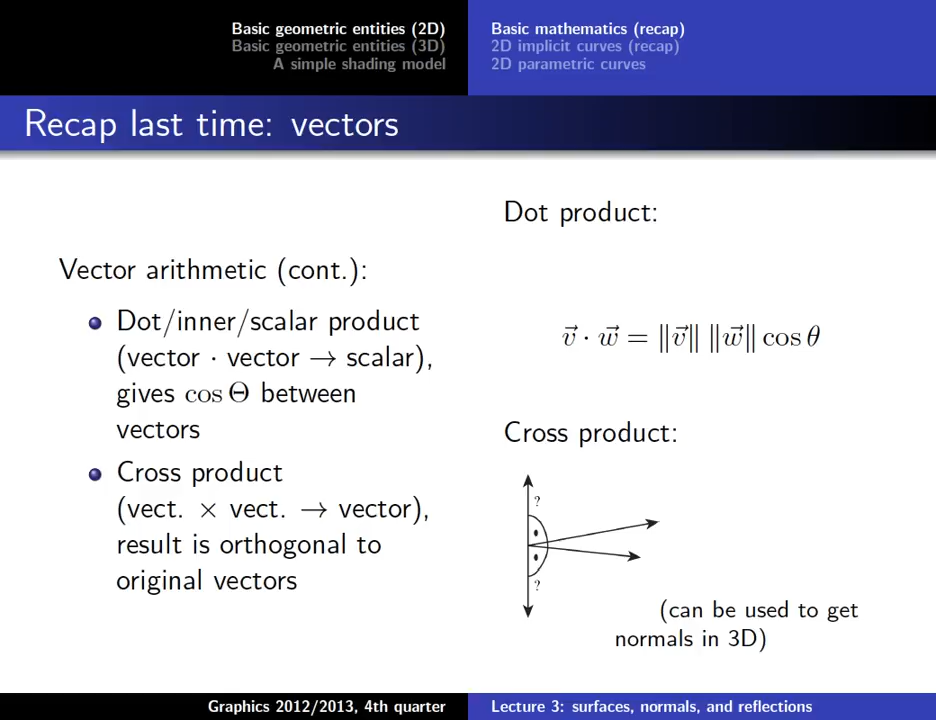 Basic geometric entities (2D)
Basic geometric entities (3D)
A simple shading model
Basic mathematics (recap)
2D implicit curves (recap)
2D parametric curves
Recap last time: vectors
Vector arithmetic (cont.):
Dot/inner/scalar product
(vector · vector → scalar),
gives cos Θ between
vectors
Cross product
(vect. × vect. → vector),
result is orthogonal to
original vectors
Dot product:
v⃗ · w⃗ = ‖v⃗‖ ‖w⃗‖ cos θ
Cross product:
?
?
(can be used to get
normals in 3D)
Graphics 2012/2013, 4th quarter
Lecture 3: surfaces, normals, and reflections